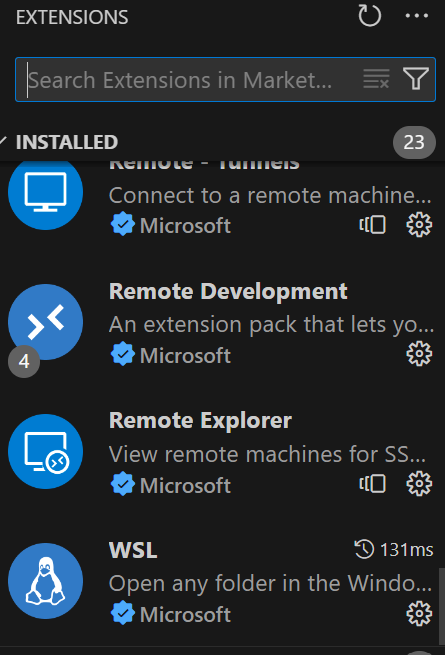 EXTENSIONS
Search Extensions in Market...
INSTALLED
23
Remote - Tunnels
Connect to a remote machine...
Microsoft
Remote Development
An extension pack that lets yo...
4
Microsoft
Remote Explorer
View remote machines for SS...
Microsoft
WSL
131ms
Open any folder in the Windo...
Microsoft